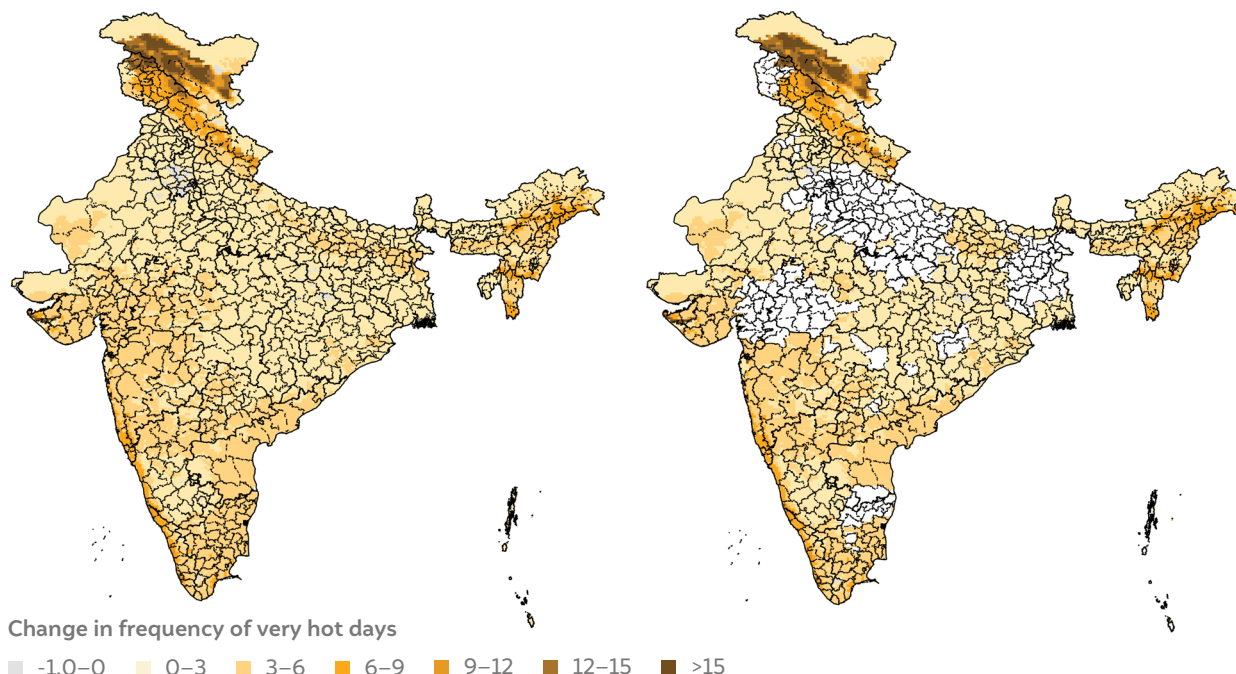 Change in frequency of very hot days
-1.0–0 0–3 3–6 6–9 9–12 12–15 >15